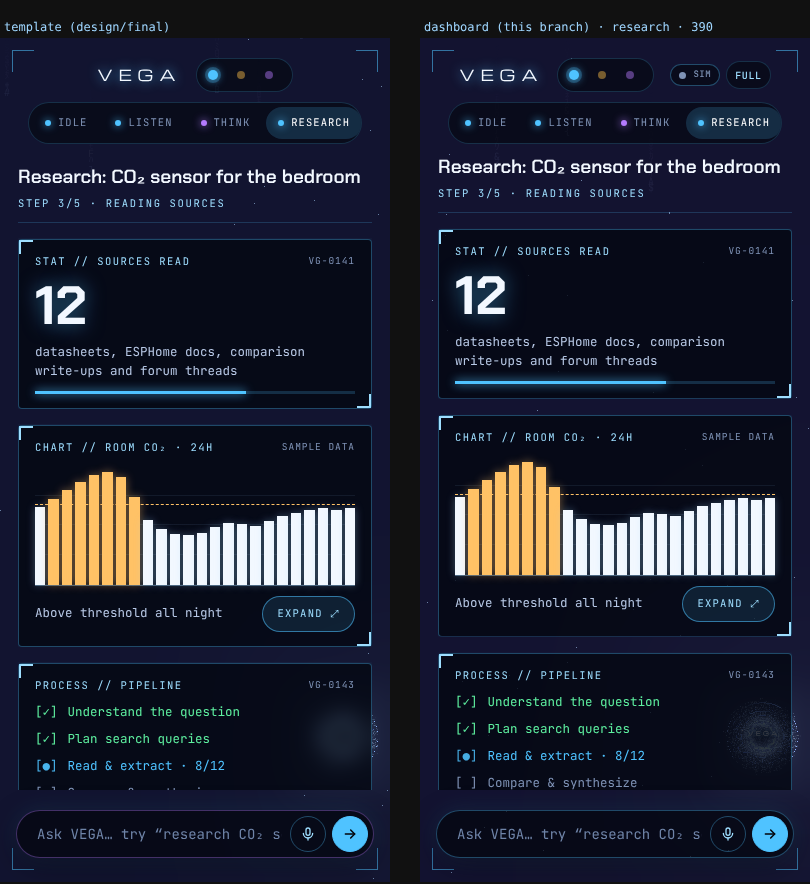 template (design/final)
VEGA
IDLE LISTEN THINK RESEARCH
Research: CO₂ sensor for the bedroom
STEP 3/5 · READING SOURCES
STAT // SOURCES READ VG-0141
12
datasheets, ESPHome docs, comparison
write-ups and forum threads
CHART // ROOM CO₂ · 24H SAMPLE DATA
Above threshold all night EXPAND ⤢
PROCESS // PIPELINE VG-0143
[✓] Understand the question
[✓] Plan search queries
[●] Read & extract · 8/12
Ask VEGA… try “research CO₂ s
dashboard (this branch) · research · 390
VEGA SIM FULL
IDLE LISTEN THINK RESEARCH
Research: CO₂ sensor for the bedroom
STEP 3/5 · READING SOURCES
STAT // SOURCES READ VG-0141
12
datasheets, ESPHome docs, comparison
write-ups and forum threads
CHART // ROOM CO₂ · 24H SAMPLE DATA
Above threshold all night EXPAND ⤢
PROCESS // PIPELINE VG-0143
[✓] Understand the question
[✓] Plan search queries
[●] Read & extract · 8/12
[ ] Compare & synthesize
Ask VEGA… try “research CO₂ s